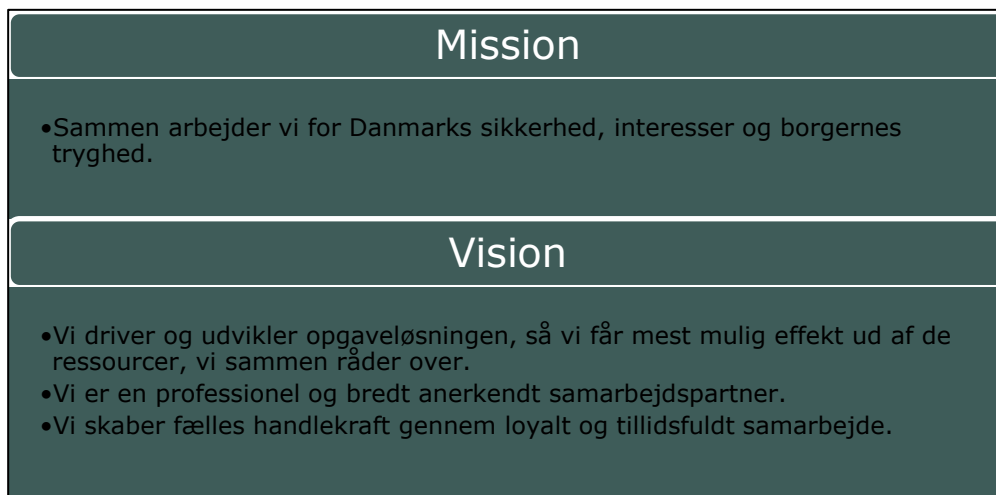 Mission
•Sammen arbejder vi for Danmarks sikkerhed, interesser og borgernes
tryghed.
Vision
•Vi driver og udvikler opgaveløsningen, så vi får mest mulig effekt ud af de
ressourcer, vi sammen råder over.
•Vi er en professionel og bredt anerkendt samarbejdspartner.
•Vi skaber fælles handlekraft gennem loyalt og tillidsfuldt samarbejde.